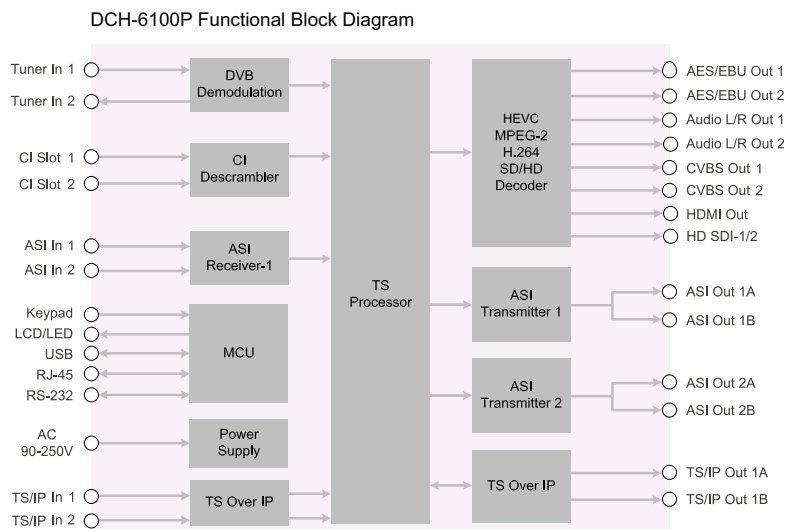 DCH-6100P Functional Block Diagram
Tuner In 1
Tuner In 2
CI Slot 1
CI Slot 2
ASI In 1
ASI In 2
Keypad
LCD/LED
USB
RJ-45
RS-232
AC
90-250V
TS/IP In 1
TS/IP In 2
DVB
Demodulation
CI
Descrambler
ASI
Receiver-1
MCU
Power
Supply
TS Over IP
TS
Processor
HEVC
MPEG-2
H.264
SD/HD
Decoder
ASI
Transmitter 1
ASI
Transmitter 2
TS Over IP
AES/EBU Out 1
AES/EBU Out 2
Audio L/R Out 1
Audio L/R Out 2
CVBS Out 1
CVBS Out 2
HDMI Out
HD SDI-1/2
ASI Out 1A
ASI Out 1B
ASI Out 2A
ASI Out 2B
TS/IP Out 1A
TS/IP Out 1B